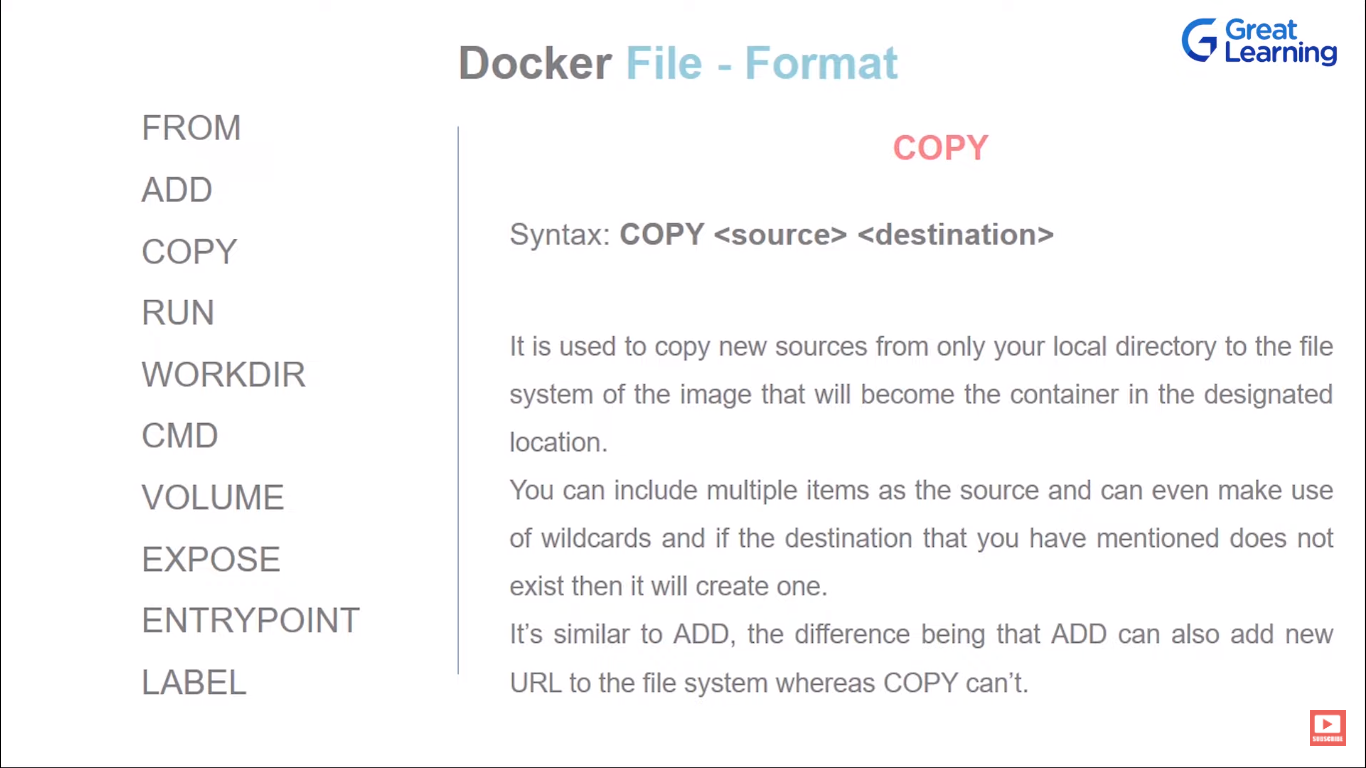 Great
Learning
Docker File - Format
FROM
ADD
COPY
RUN
WORKDIR
CMD
VOLUME
EXPOSE
ENTRYPOINT
LABEL
COPY
Syntax: COPY <source> <destination>
It is used to copy new sources from only your local directory to the file
system of the image that will become the container in the designated
location.
You can include multiple items as the source and can even make use
of wildcards and if the destination that you have mentioned does not
exist then it will create one.
It’s similar to ADD, the difference being that ADD can also add new
URL to the file system whereas COPY can’t.
SUBSCRIBE